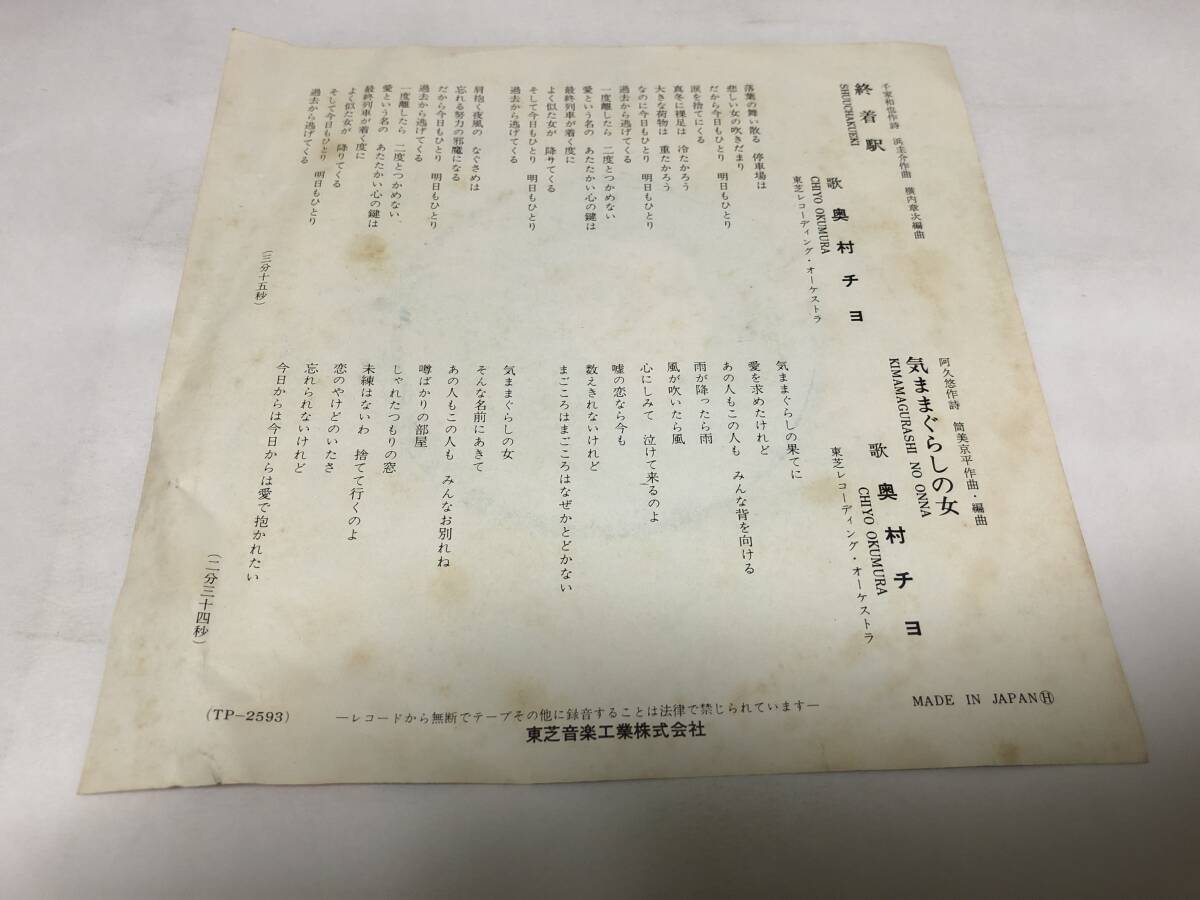 千家和也作詩 浜圭介作曲 横内章次編曲
終着駅
SHUUCHAKUEKI
歌 奥村チヨ
CHIYO OKUMURA
東芝レコーディング・オーケストラ
落葉の舞い散る 停車場は
悲しい女の吹きだまり
だから今日もひとり 明日もひとり
涙を捨てにくる
真冬に裸足は 冷たかろう
大きな荷物は 重たかろう
なのに今日もひとり 明日もひとり
過去から逃げてくる
一度離したら 二度とつかめない
愛という名の あたたかい心の鍵は
最終列車が着く度に
よく似た女が 降りてくる
そして今日もひとり 明日もひとり
過去から逃げてくる
肩抱く夜風の なぐさめは
忘れる努力の邪魔になる
だから今日もひとり 明日もひとり
過去から逃げてくる
一度離したら 二度とつかめない
愛という名の あたたかい心の鍵は
最終列車が着く度に
よく似た女が 降りてくる
そして今日もひとり 明日もひとり
過去から逃げてくる
(三分十五秒)
阿久悠作詩 筒美京平作曲・編曲
気ままぐらしの女
KIMAMAGURASHI NO ONNA
歌 奥村チヨ
CHIYO OKUMURA
東芝レコーディング・オーケストラ
気ままぐらしの果てに
愛を求めたけれど
あの人もこの人も みんな背を向ける
雨が降ったら雨
風が吹いたら風
心にしみて 泣けて来るのよ
嘘の恋なら今も
数えきれないけれど
まごころはまごころはなぜかとどかない
気ままぐらしの女
そんな名前にあきて
あの人もこの人も みんなお別れね
噂ばかりの部屋
しゃれたつもりの窓
未練はないわ 捨てて行くのよ
恋のやけどのいたさ
忘れられないけれど
今日からは今日からは愛で抱かれたい
(二分三十四秒)
(TP-2593)
—レコードから無断でテープその他に録音することは法律で禁じられています—
東芝音楽工業株式会社
MADE IN JAPAN Ⓗ